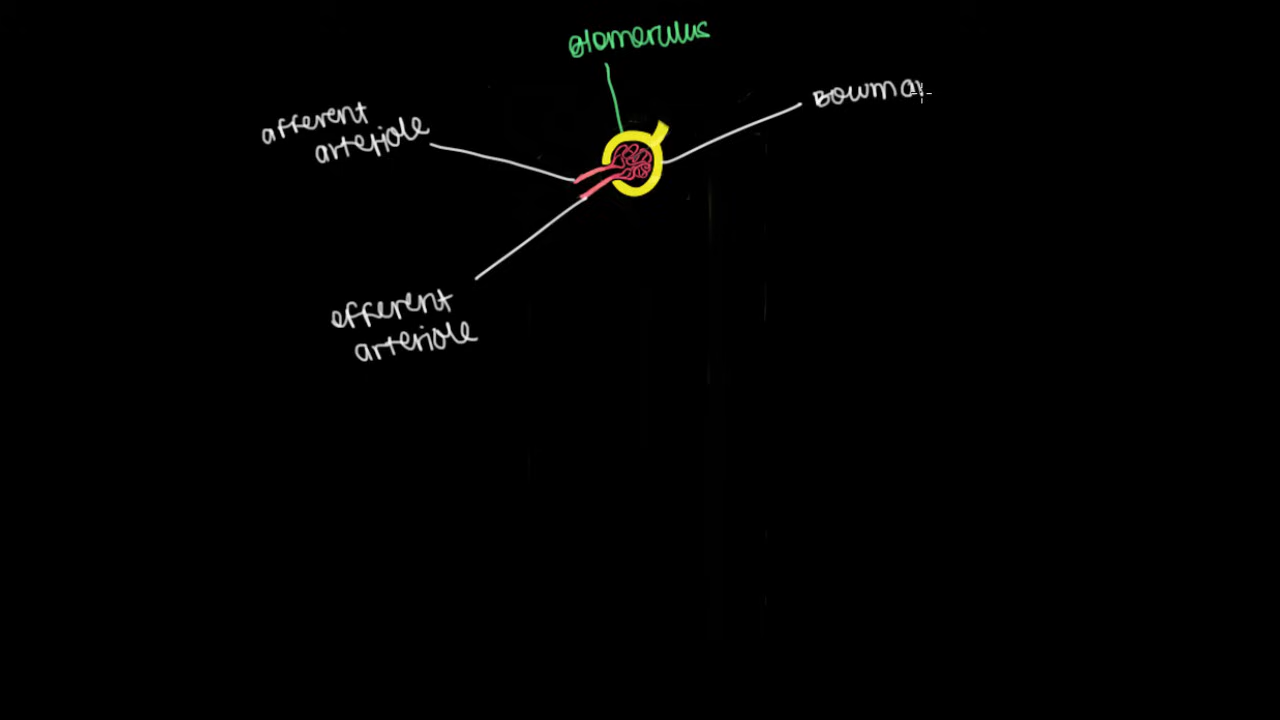 glomerulus
afferent
arteriole
Bowma
efferent
arteriole